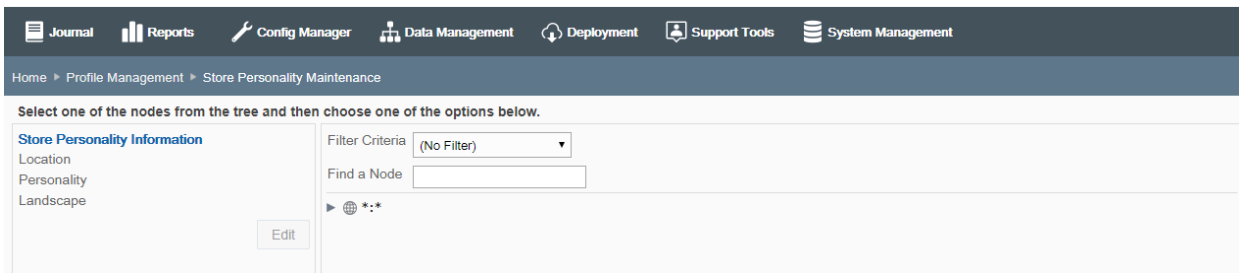 Journal Reports Config Manager Data Management Deployment Support Tools System Management
Home ▸ Profile Management ▸ Store Personality Maintenance
Select one of the nodes from the tree and then choose one of the options below.
Store Personality Information
Location
Personality
Landscape
Edit
Filter Criteria (No Filter)
Find a Node
*:*